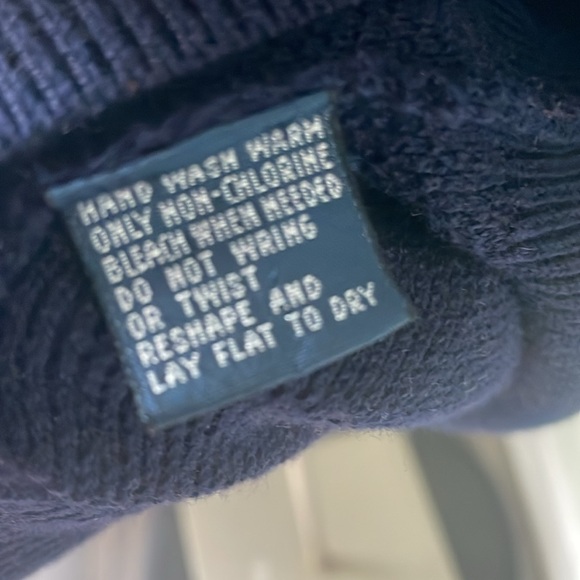 HAND WASH WARM
ONLY NON-CHLORINE
BLEACH WHEN NEEDED
DO NOT WRING
OR TWIST
RESHAPE AND
LAY FLAT TO DRY